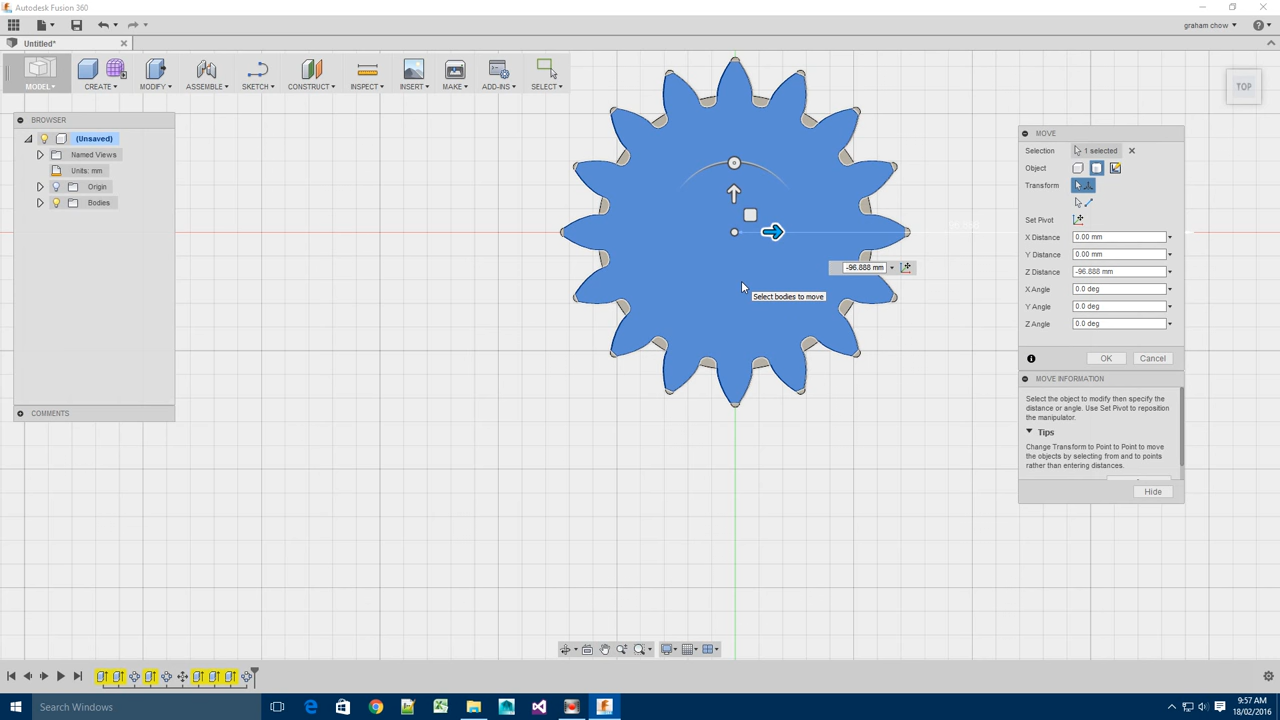 Autodesk Fusion 360
graham chow
Untitled*
MODEL
CREATE
MODIFY
ASSEMBLE
SKETCH
CONSTRUCT
INSPECT
INSERT
MAKE
ADD-INS
SELECT
TOP
BROWSER
(Unsaved)
Named Views
Units: mm
Origin
Bodies
COMMENTS
-96.888 mm
Select bodies to move
MOVE
Selection 1 selected
Object
Transform
Set Pivot
X Distance 0.00 mm
Y Distance 0.00 mm
Z Distance -96.888 mm
X Angle 0.0 deg
Y Angle 0.0 deg
Z Angle 0.0 deg
OK Cancel
MOVE INFORMATION
Select the object to modify then specify the
distance or angle. Use Set Pivot to reposition
the manipulator.
Tips
Change Transform to Point to Point to move
the objects by selecting from and to points
rather than entering distances.
Hide
Search Windows
9:57 AM
18/02/2016